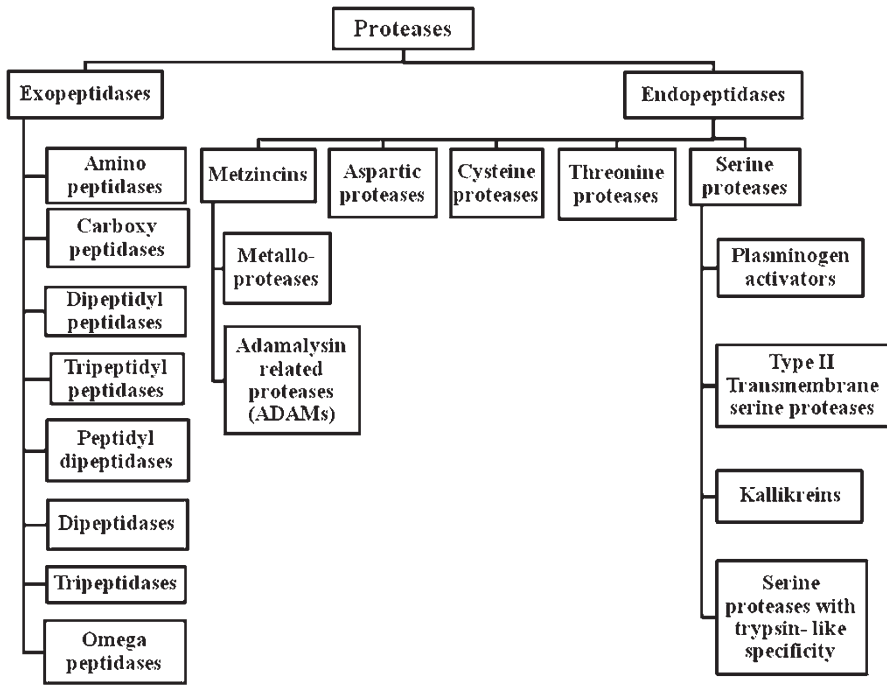 Proteases
Exopeptidases
Endopeptidases
Amino
peptidases
Carboxy
peptidases
Dipeptidyl
peptidases
Tripeptidyl
peptidases
Peptidyl
dipeptidases
Dipeptidases
Tripeptidases
Omega
peptidases
Metzincins
Metallo-
proteases
Adamalysin
related
proteases
(ADAMs)
Aspartic
proteases
Cysteine
proteases
Threonine
proteases
Serine
proteases
Plasminogen
activators
Type II
Transmembrane
serine proteases
Kallikreins
Serine
proteases with
trypsin- like
specificity